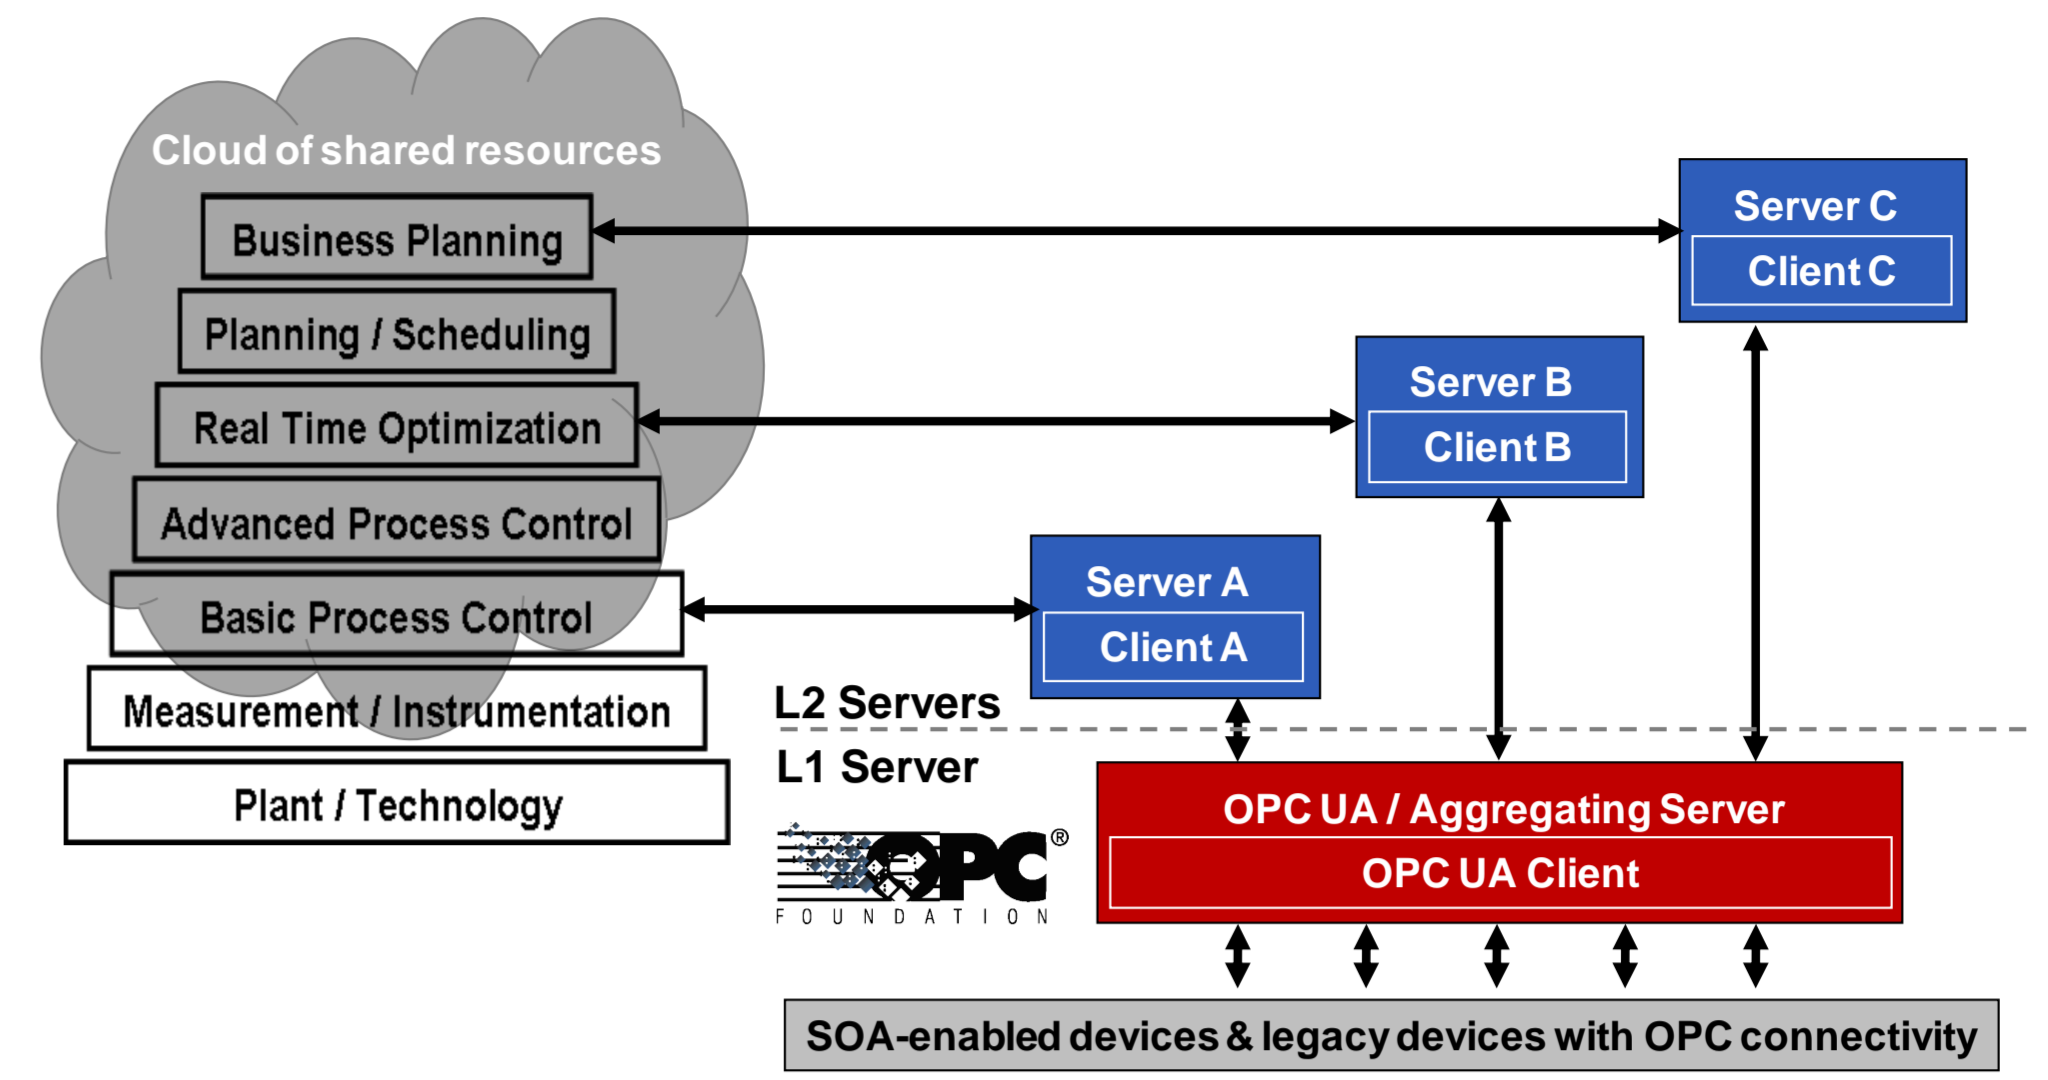 Cloud of shared resources
Business Planning
Planning / Scheduling
Real Time Optimization
Advanced Process Control
Basic Process Control
Measurement / Instrumentation
Plant / Technology
Server C
Client C
Server B
Client B
Server A
Client A
L2 Servers
L1 Server
OPC®
FOUNDATION
OPC UA / Aggregating Server
OPC UA Client
SOA-enabled devices & legacy devices with OPC connectivity